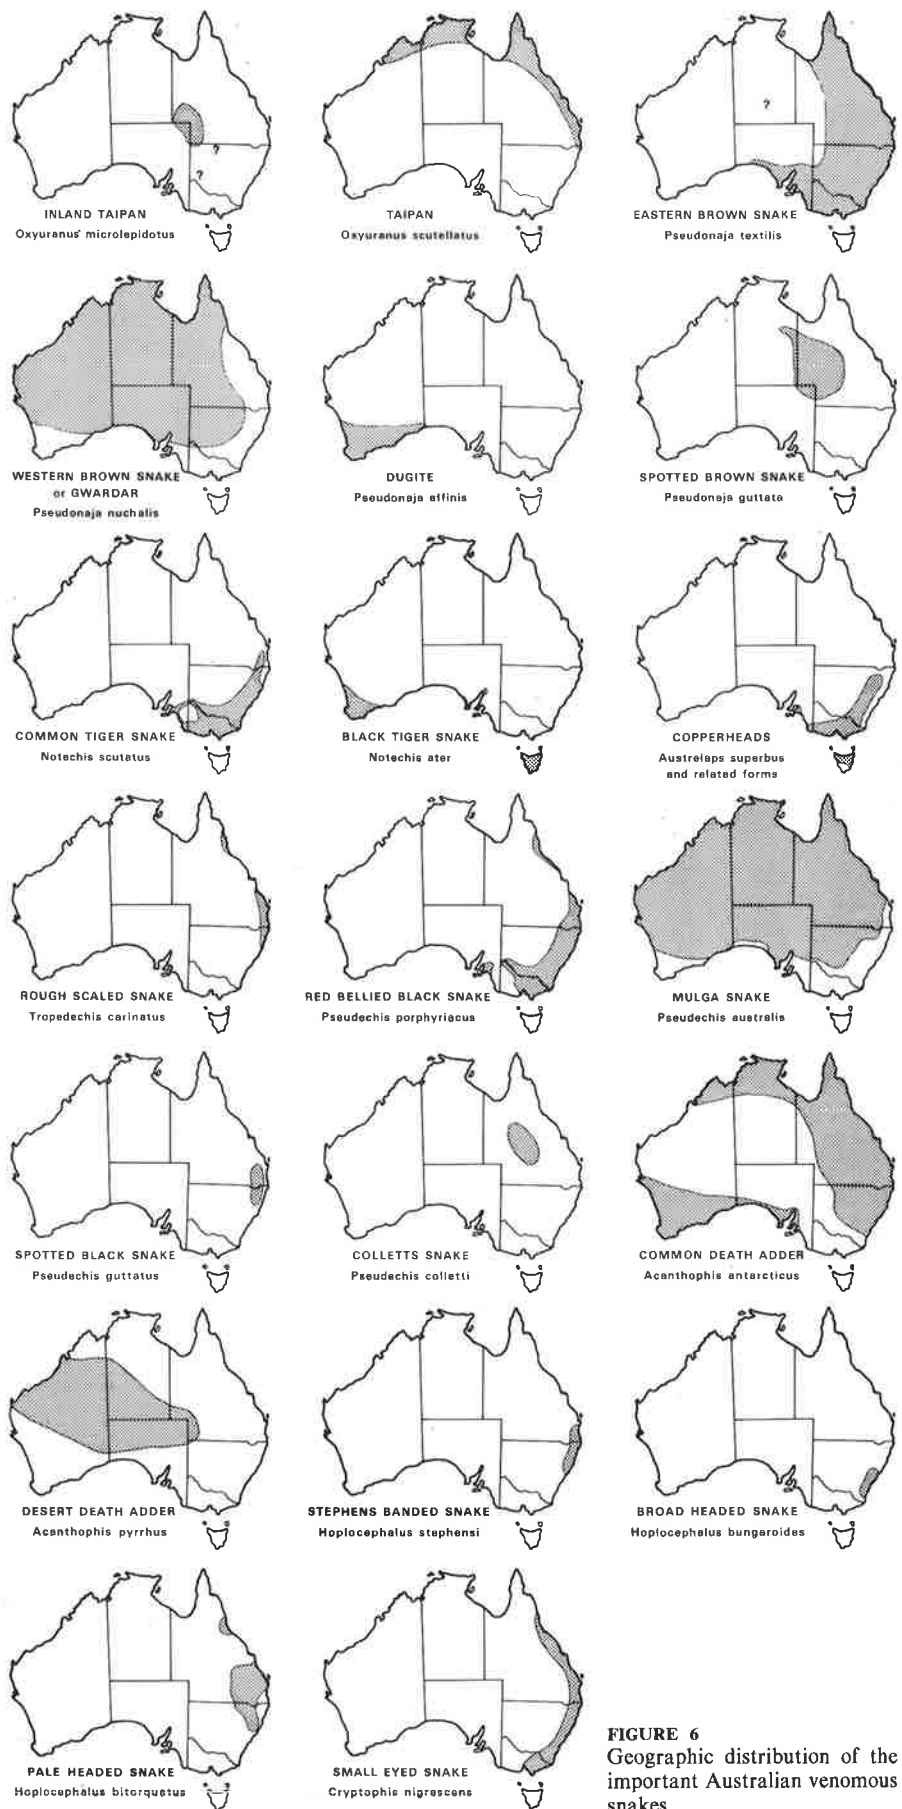 ?
?
?
INLAND TAIPAN
Oxyuranus microlepidotus
TAIPAN
Oxyuranus scutellatus
EASTERN BROWN SNAKE
Pseudonaja textilis
WESTERN BROWN SNAKE
or GWARDAR
Pseudonaja nuchalis
DUGITE
Pseudonaja affinis
SPOTTED BROWN SNAKE
Pseudonaja guttata
COMMON TIGER SNAKE
Notechis scutatus
BLACK TIGER SNAKE
Notechis ater
COPPERHEADS
Austrelaps superbus
and related forms
ROUGH SCALED SNAKE
Tropedechis carinatus
RED BELLIED BLACK SNAKE
Pseudechis porphyriacus
MULGA SNAKE
Pseudechis australis
SPOTTED BLACK SNAKE
Pseudechis guttatus
COLLETTS SNAKE
Pseudechis colletti
COMMON DEATH ADDER
Acanthophis antarcticus
DESERT DEATH ADDER
Acanthophis pyrrhus
STEPHENS BANDED SNAKE
Hoplocephalus stephensi
BROAD HEADED SNAKE
Hoplocephalus bungaroides
PALE HEADED SNAKE
Hoplocephalus bitorquatus
SMALL EYED SNAKE
Cryptophis nigrescens
FIGURE 6
Geographic distribution of the
important Australian venomous
snakes